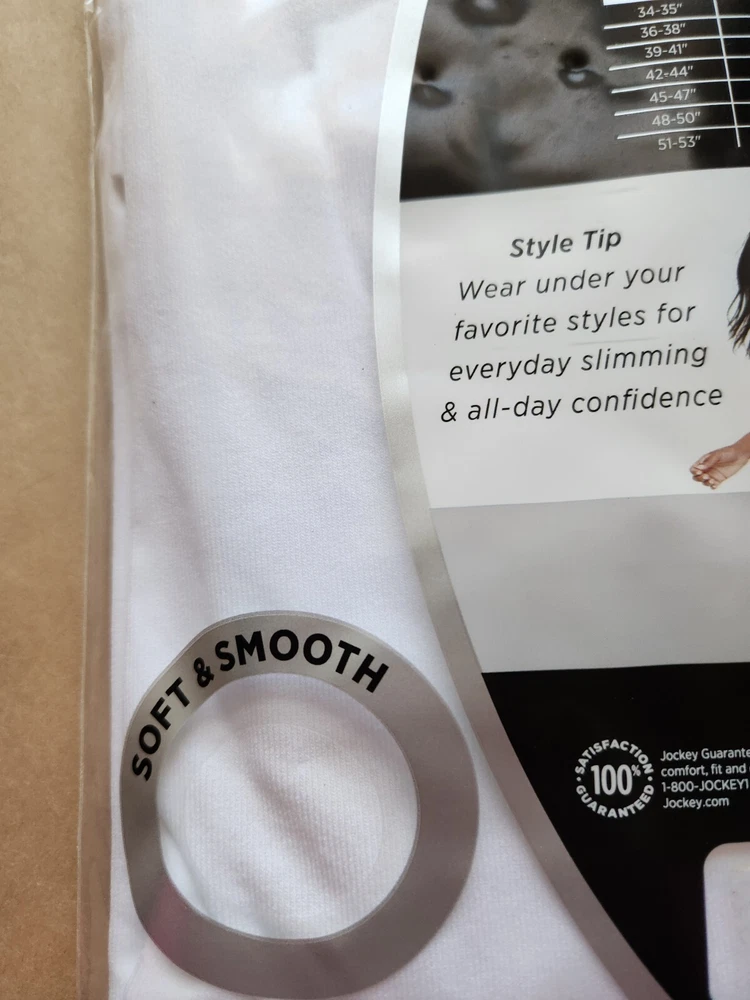 34-35"
36-38"
39-41"
42-44"
45-47"
48-50"
51-53"
Style Tip
Wear under your
favorite styles for
everyday slimming
& all-day confidence
SOFT & SMOOTH
SATISFACTION
100%
GUARANTEED
Jockey Guarante
comfort, fit and
1-800-JOCKEY1
Jockey.com